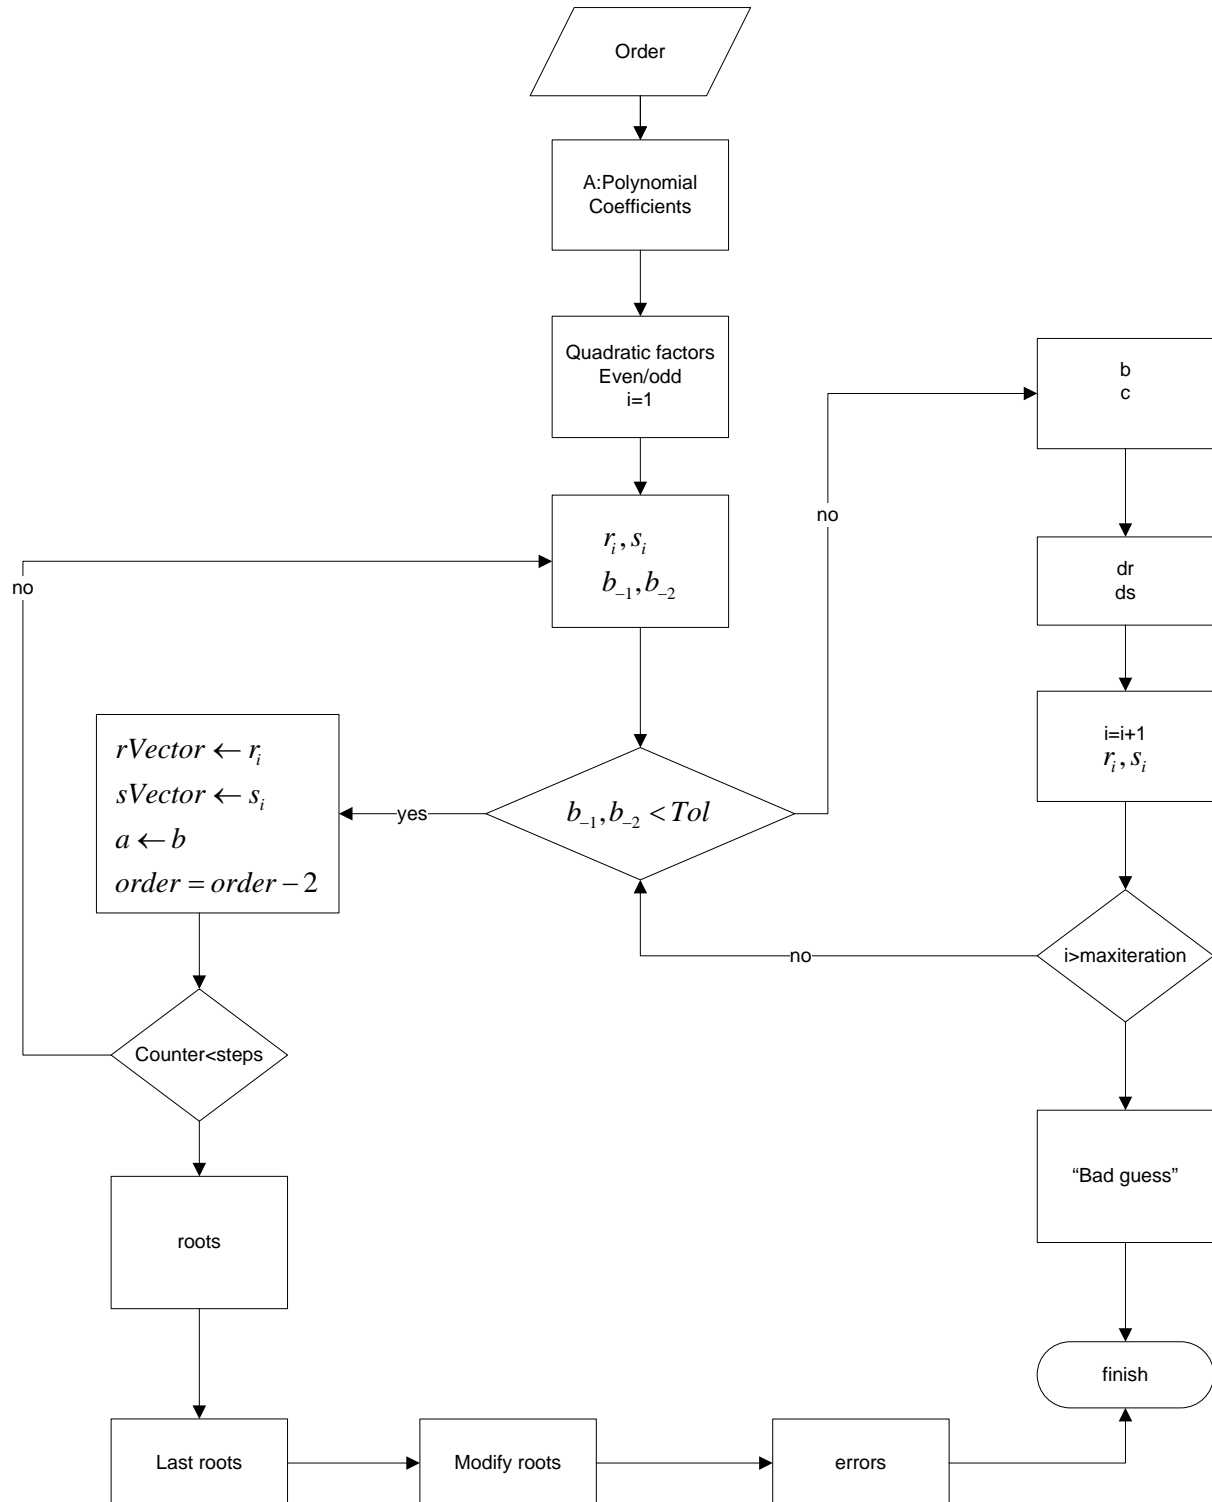 Order
A:Polynomial
Coefficients
Quadratic factors
Even/odd
i=1
b
c
no
r_i, s_i
b_{-1}, b_{-2}
no
dr
ds
i=i+1
r_i, s_i
rVector ← r_i
sVector ← s_i
a ← b
order = order − 2
yes
b_{-1}, b_{-2} < Tol
no
i>maxiteration
Counter<steps
“Bad guess”
roots
finish
Last roots
Modify roots
errors